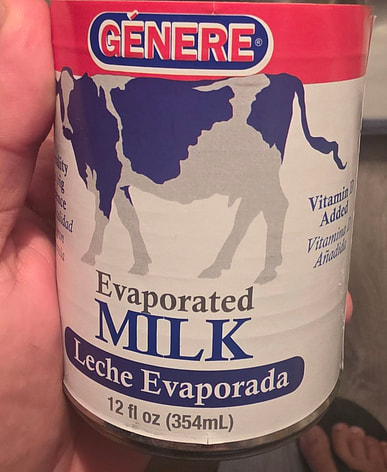 GÉNERE®
Vitamin D
Added
Vitamina D
Añadida
Evaporated
MILK
Leche Evaporada
12 fl oz (354mL)